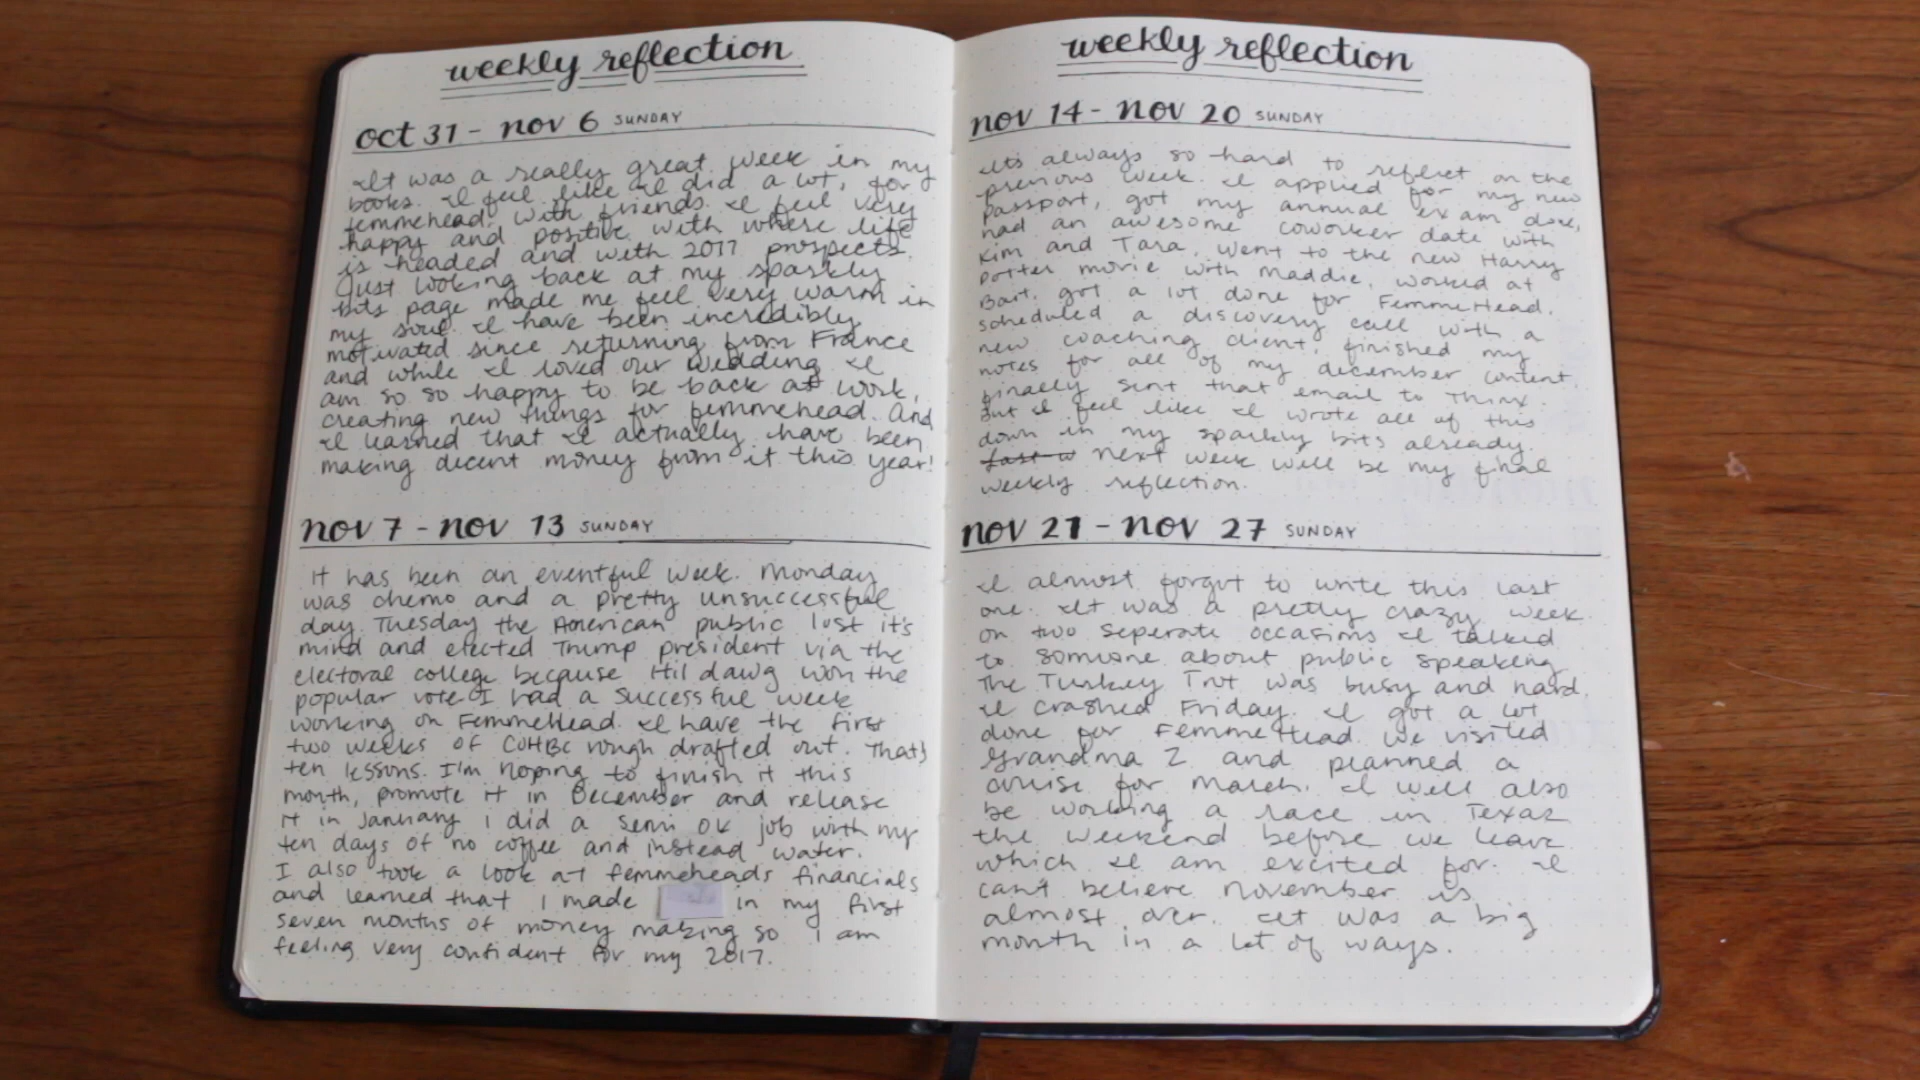 weekly reflection
oct 31 - nov 6 SUNDAY
It was a really great week in my
books. I feel like I did a lot, for
femmehead, with friends. I feel very
happy and positive with where life
is headed and with 2017 prospects.
Just looking back at my sparkly
bits page made me feel very warm in
my soul. I have been incredibly
motivated since returning from France
and while I loved our wedding I
am so so happy to be back at work,
creating new things for femmehead. And
I learned that I actually have been
making decent money from it this year!
nov 7 - nov 13 SUNDAY
It has been an eventful week. Monday
was chemo and a pretty unsuccessful
day. Tuesday the American public lost it's
mind and elected Trump president via the
electoral college because Hil dawg won the
popular vote. I had a successful week
working on FemmeHead. I have the first
two weeks of COHBC rough drafted out. That's
ten lessons. I'm hoping to finish it this
month, promote it in December and release
it in January. I did a semi ok job with my
ten days of no coffee and instead water.
I also took a look at femmeheads financials
and learned that I made in my first
seven months of money making so I am
feeling very confident for my 2017.
weekly reflection
nov 14 - nov 20 SUNDAY
It's always so hard to reflect on the
previous week. I applied for my new
passport, got my annual exam done,
had an awesome coworker date with
Kim and Tara, went to the new Harry
Potter movie with Maddie, worked at
Bart, got a lot done for FemmeHead,
scheduled a discovery call with a
new coaching client, finished my
notes for all of my december content,
finally sent that email to Thinx.
But I feel like I wrote all of this
down in my sparkly bits already.
next week will be my final
weekly reflection.
nov 21 - nov 27 SUNDAY
I almost forgot to write this last
one. It was a pretty crazy week
on two seperate occasions I talked
to someone about public speaking
The Turkey Trot was busy and hard.
I crashed Friday. I got a lot
done for FemmeHead. We visited
Grandma Z and planned a
cruise for March. I will also
be working a race in Texas
the weekend before we leave
which I am excited for. I
can't believe november is
almost over. It was a big
month in a lot of ways.